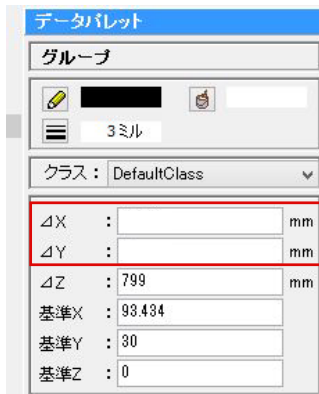 データパレット
グループ
3ミル
クラス： DefaultClass
⊿X : mm
⊿Y : mm
⊿Z : 799 mm
基準X : 93.434
基準Y : 30
基準Z : 0